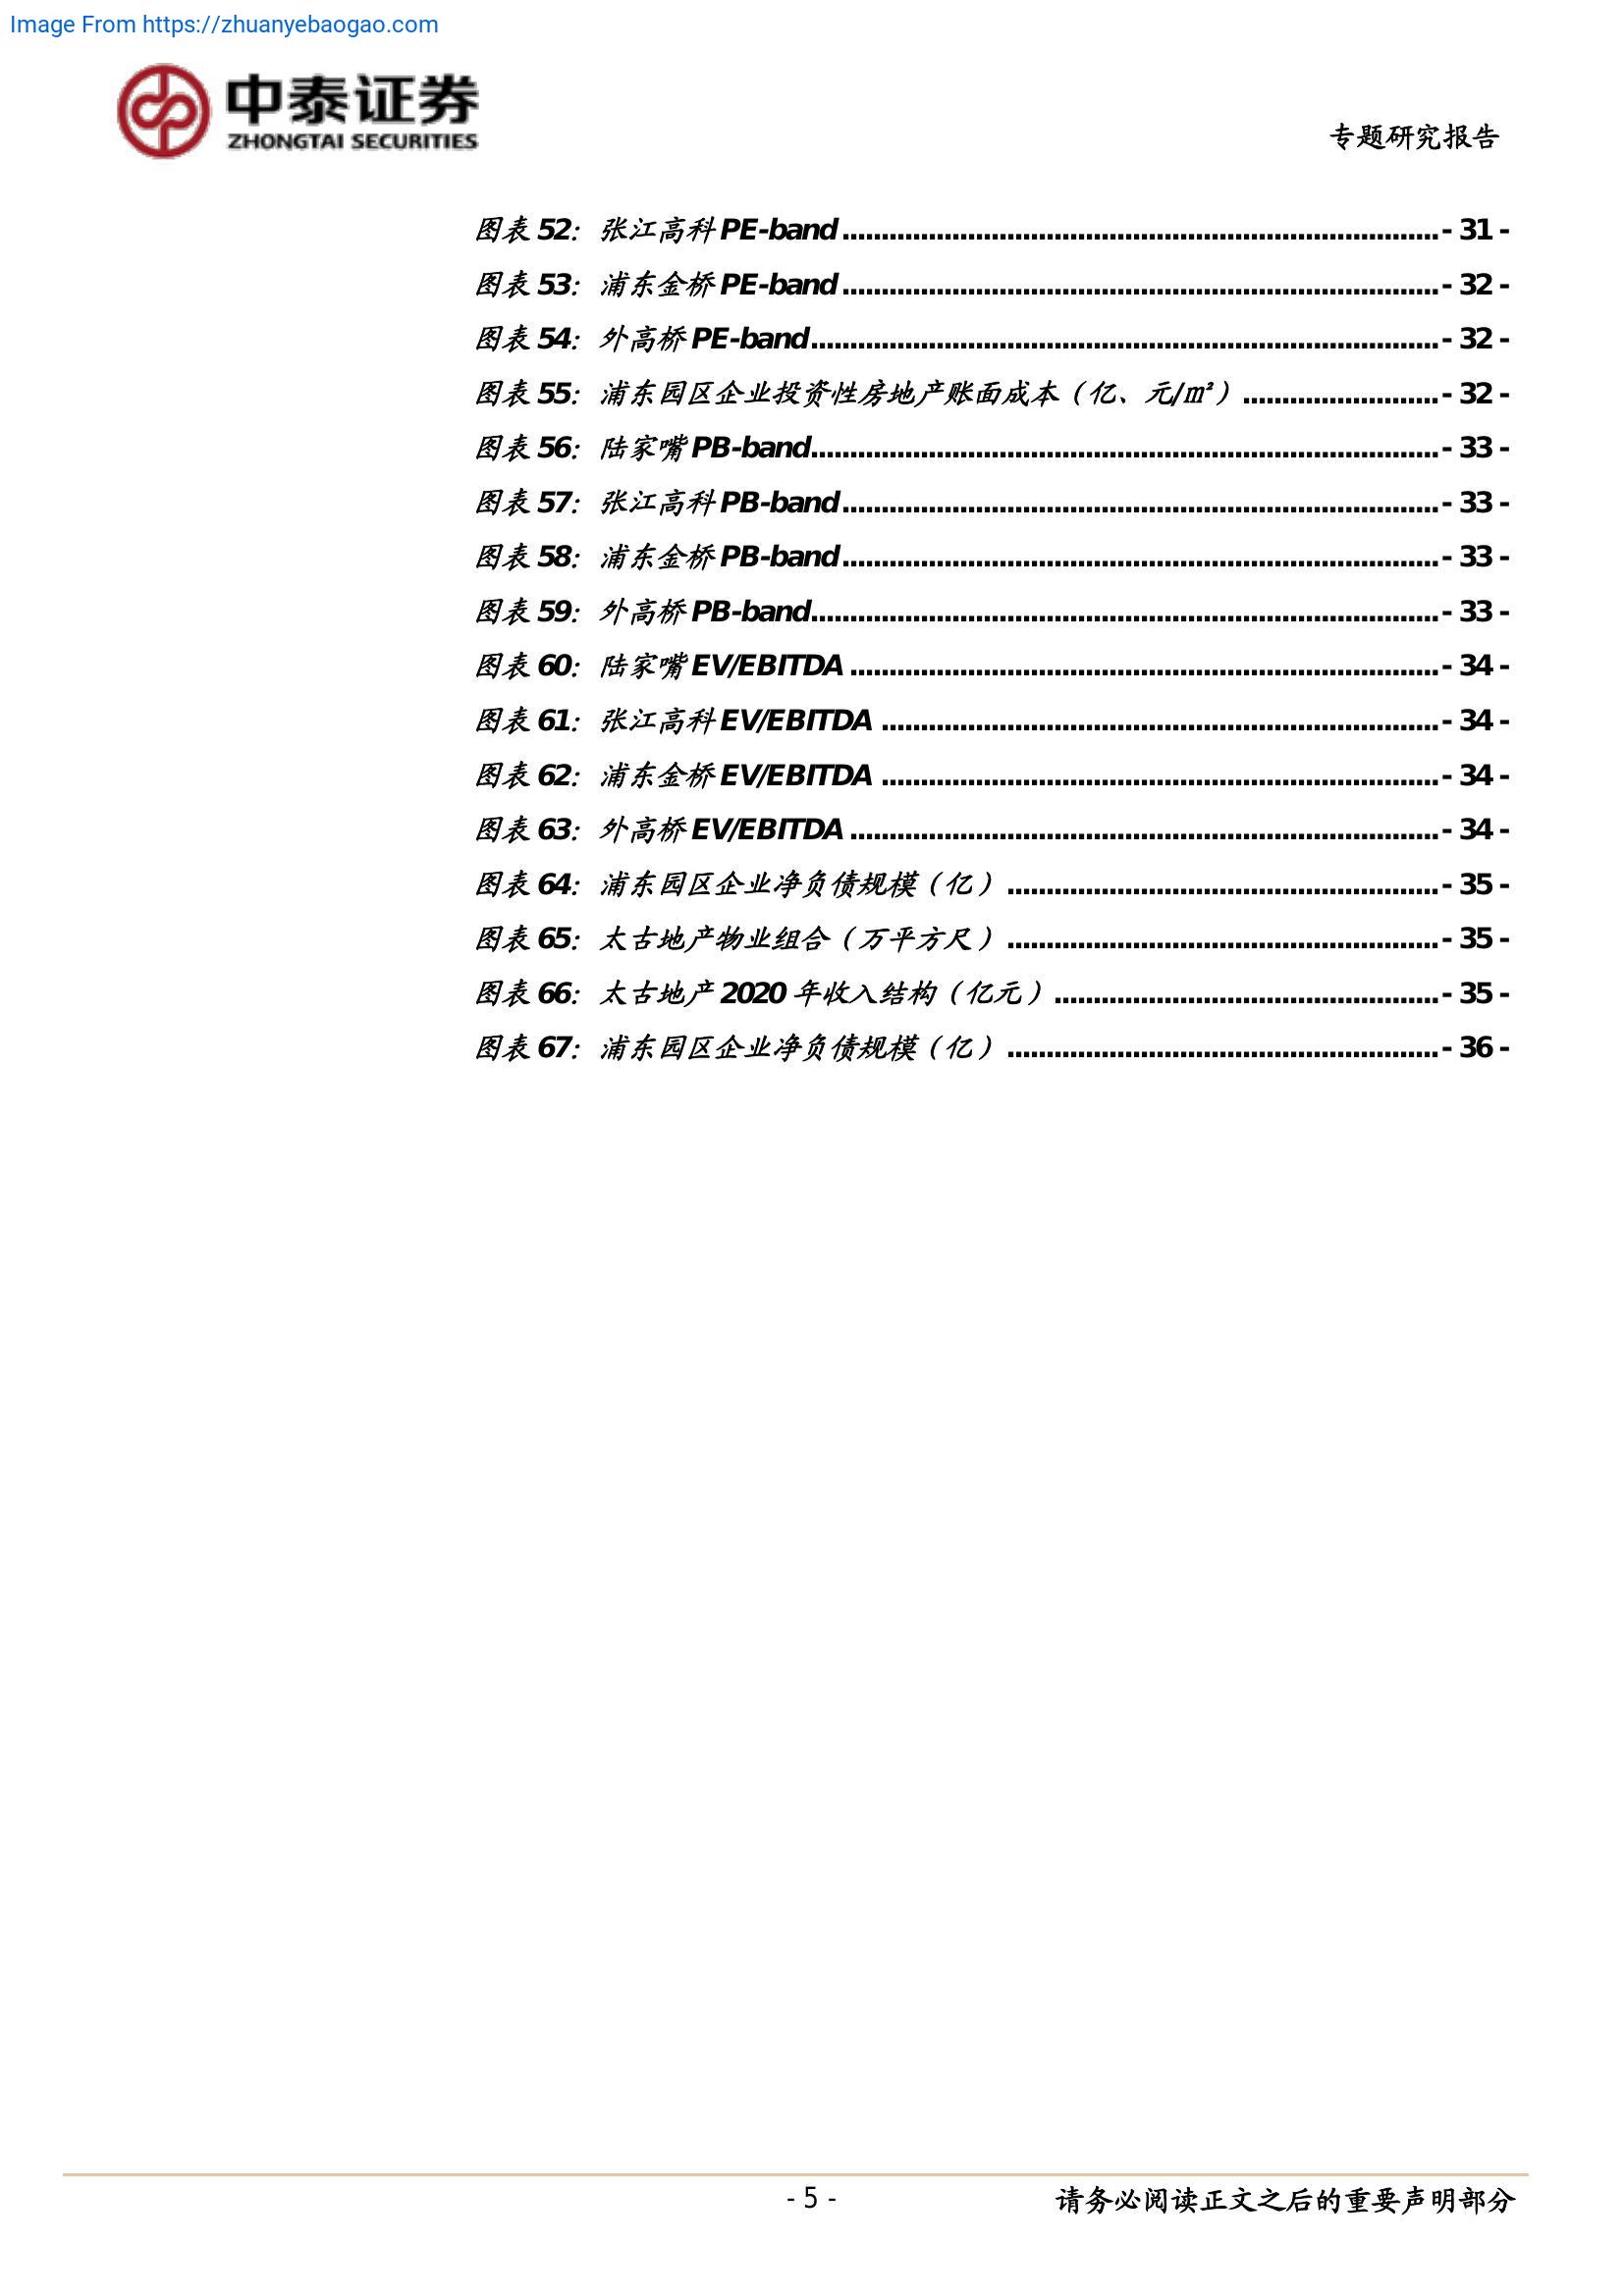 Image From https://zhuanyebaogao.com
中泰证券
ZHONGTAI SECURITIES
专题研究报告
图表 52：张江高科 PE-band........................................................................... - 31 -
图表 53：浦东金桥 PE-band........................................................................... - 32 -
图表 54：外高桥 PE-band............................................................................... - 32 -
图表 55：浦东园区企业投资性房地产账面成本（亿、元/㎡）......................... - 32 -
图表 56：陆家嘴 PB-band............................................................................... - 33 -
图表 57：张江高科 PB-band........................................................................... - 33 -
图表 58：浦东金桥 PB-band........................................................................... - 33 -
图表 59：外高桥 PB-band............................................................................... - 33 -
图表 60：陆家嘴 EV/EBITDA .......................................................................... - 34 -
图表 61：张江高科 EV/EBITDA ...................................................................... - 34 -
图表 62：浦东金桥 EV/EBITDA ...................................................................... - 34 -
图表 63：外高桥 EV/EBITDA .......................................................................... - 34 -
图表 64：浦东园区企业净负债规模（亿）...................................................... - 35 -
图表 65：太古地产物业组合（万平方尺）...................................................... - 35 -
图表 66：太古地产 2020 年收入结构（亿元）................................................ - 35 -
图表 67：浦东园区企业净负债规模（亿）...................................................... - 36 -
- 5 -
请务必阅读正文之后的重要声明部分